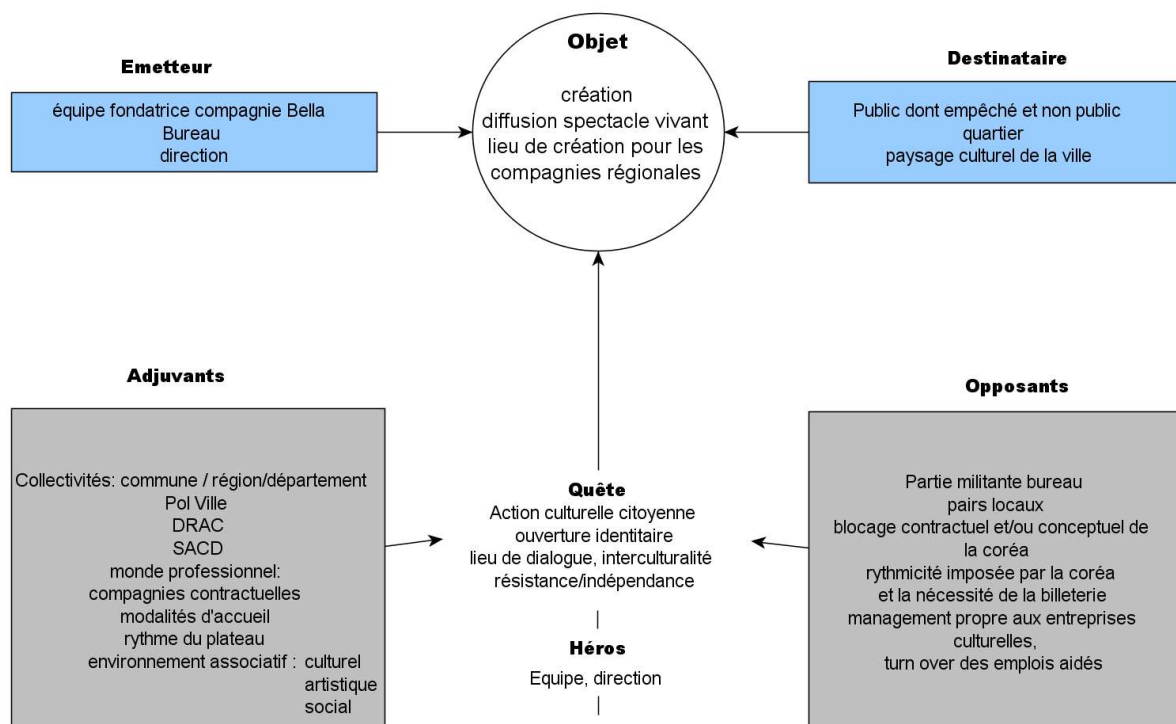 Objet
création
diffusion spectacle vivant
lieu de création pour les
compagnies régionales
Emetteur
équipe fondatrice compagnie Bella
Bureau
direction
Destinataire
Public dont empêché et non public
quartier
paysage culturel de la ville
Adjuvants
Collectivités: commune / région/département
Pol Ville
DRAC
SACD
monde professionnel:
compagnies contractuelles
modalités d'accueil
rythme du plateau
environnement associatif : culturel
artistique
social
Quête
Action culturelle citoyenne
ouverture identitaire
lieu de dialogue, interculturalité
résistance/indépendance
Héros
Equipe, direction
Opposants
Partie militante bureau
pairs locaux
blocage contractuel et/ou conceptuel de
la coréa
rythmicité imposée par la coréa
et la nécessité de la billeterie
management propre aux entreprises
culturelles,
turn over des emplois aidés